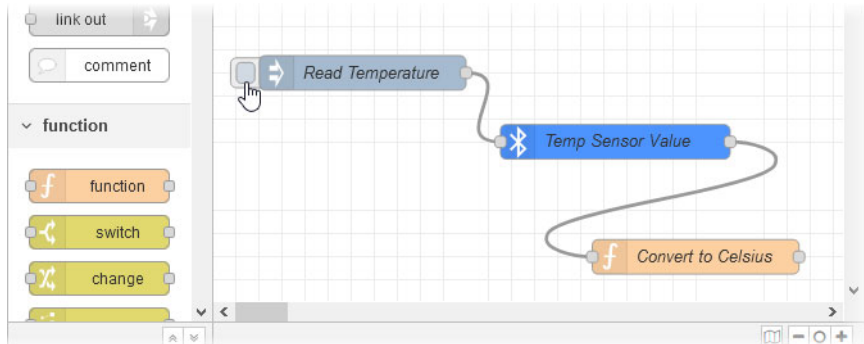 link out
comment
function
function
switch
change
Read Temperature
Temp Sensor Value
Convert to Celsius